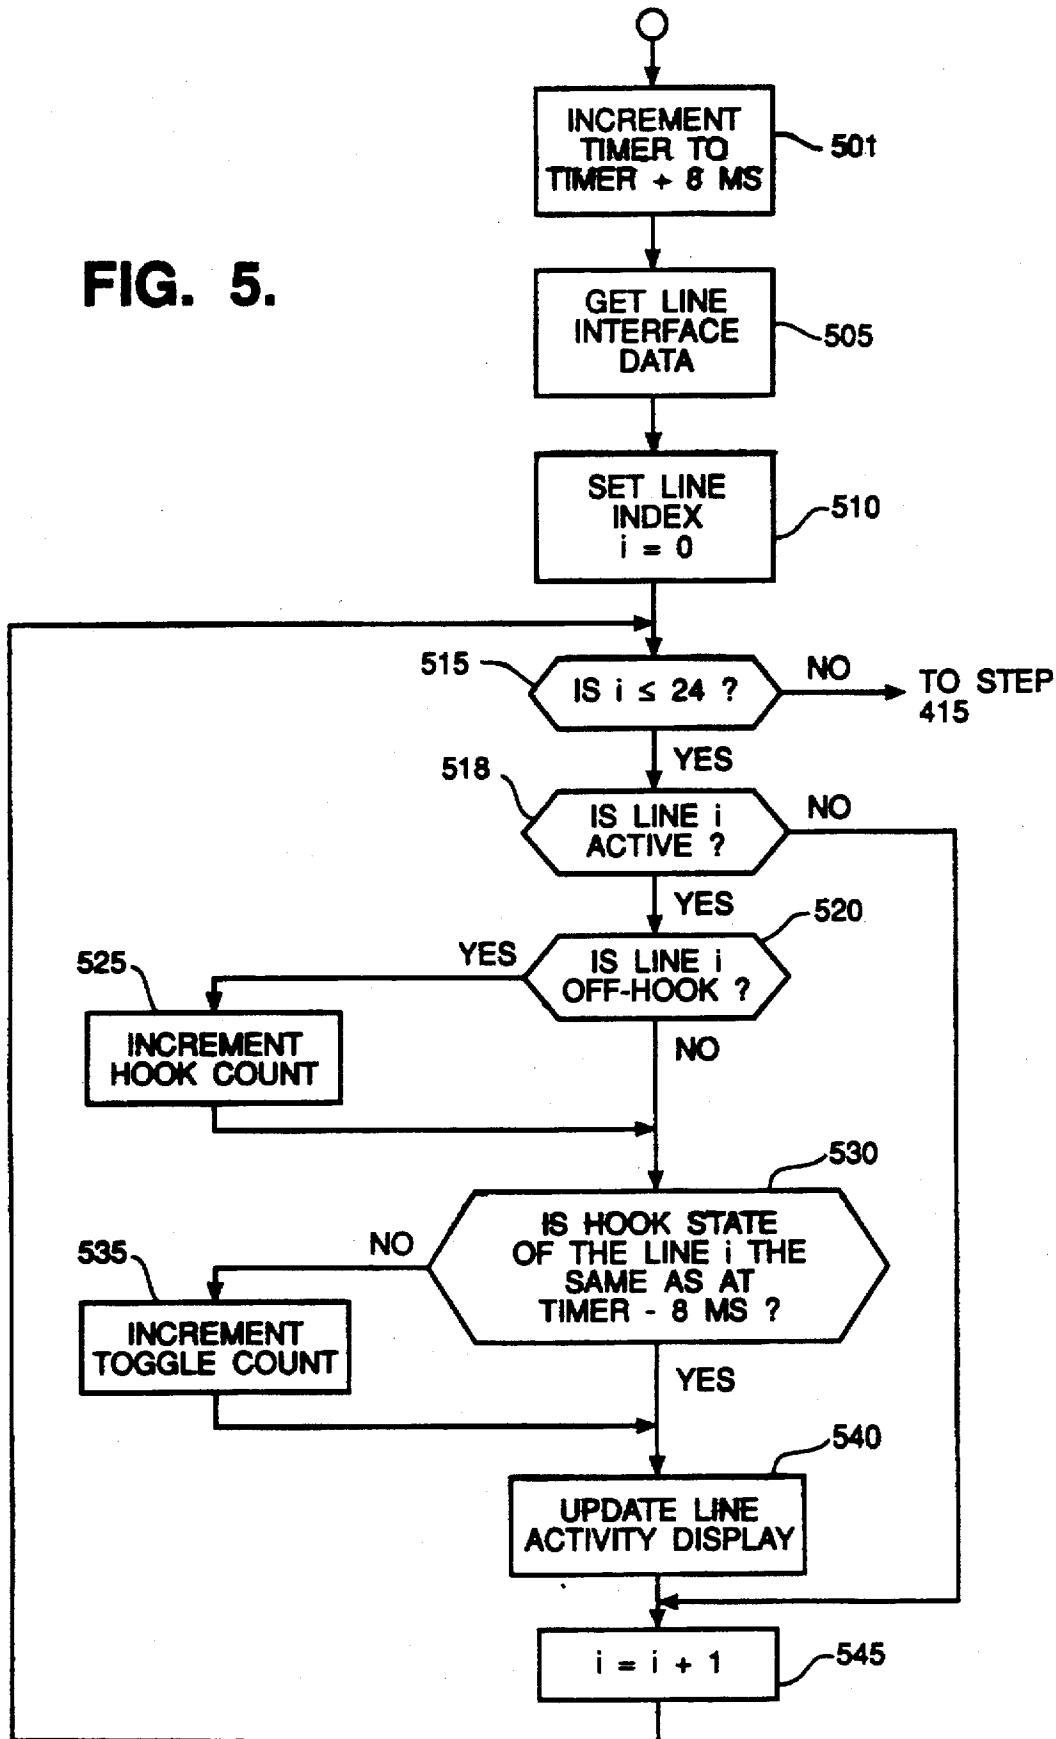 INCREMENT
TIMER TO
TIMER + 8 MS
501
FIG. 5.
GET LINE
INTERFACE
DATA
505
SET LINE
INDEX
i = 0
510
515
IS i ≤ 24 ?
NO
TO STEP
415
YES
518
IS LINE i
ACTIVE ?
NO
YES
520
IS LINE i
OFF-HOOK ?
YES
525
INCREMENT
HOOK COUNT
NO
530
IS HOOK STATE
OF THE LINE i THE
SAME AS AT
TIMER - 8 MS ?
NO
535
INCREMENT
TOGGLE COUNT
YES
540
UPDATE LINE
ACTIVITY DISPLAY
i = i + 1
545